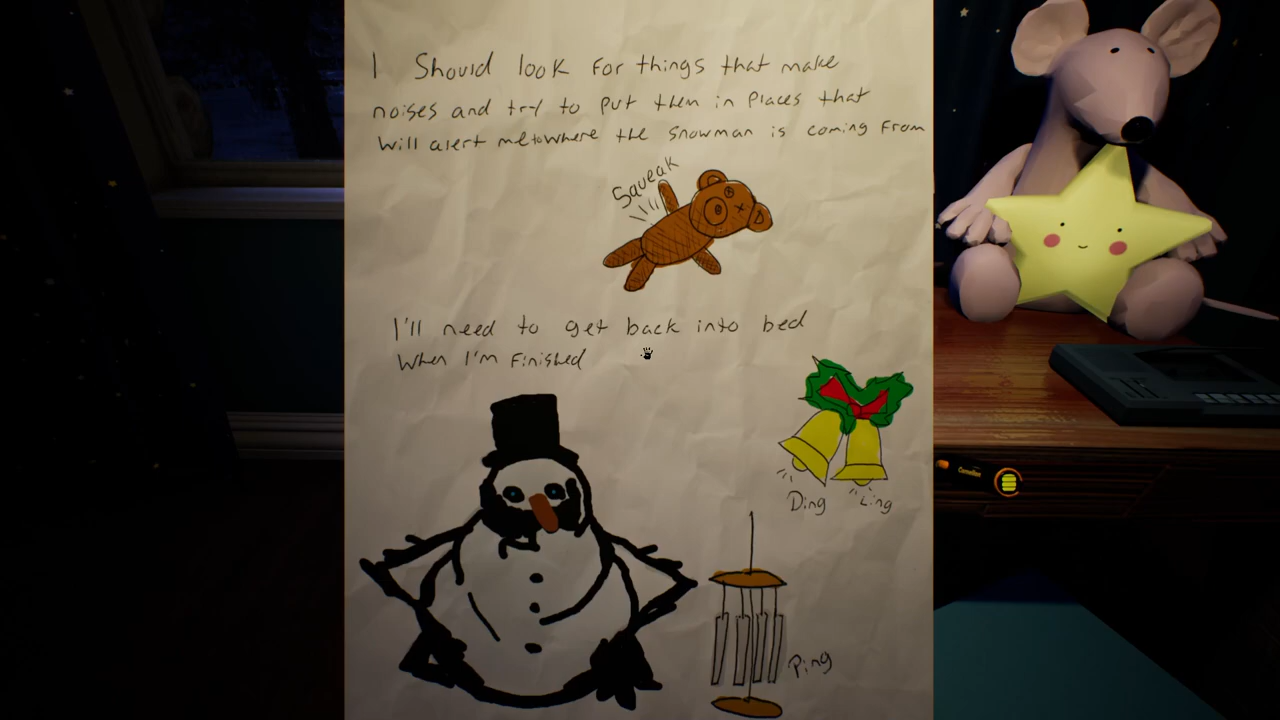 I Should look for things that make
noises and try to put them in places that
will alert me to where the snowman is coming from
Squeak
I'll need to get back into bed
when I'm finished
Ding Ling
Ping